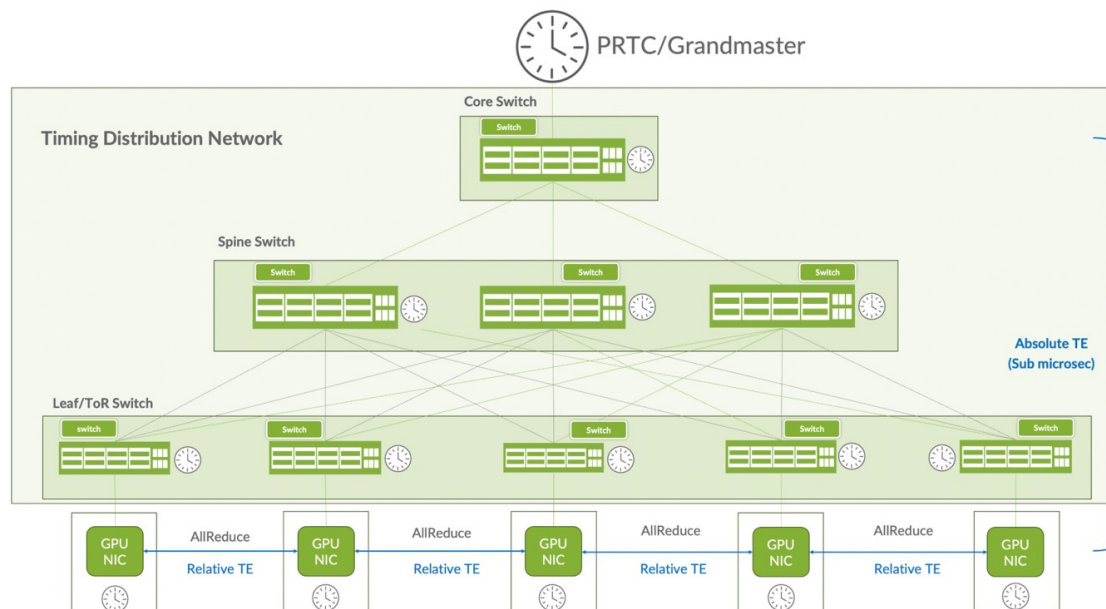 PRTC/Grandmaster
Core Switch
Switch
Timing Distribution Network
Spine Switch
Switch
Switch
Switch
Absolute TE
(Sub microsec)
Leaf/ToR Switch
switch
Switch
Switch
Switch
Switch
GPU
NIC
AllReduce
Relative TE
GPU
NIC
AllReduce
Relative TE
GPU
NIC
AllReduce
Relative TE
GPU
NIC
AllReduce
Relative TE
GPU
NIC